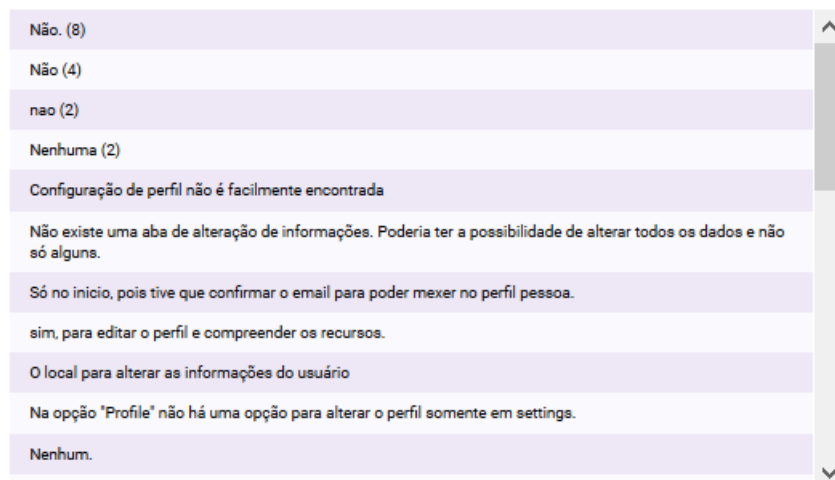 Não. (8)
Não (4)
nao (2)
Nenhuma (2)
Configuração de perfil não é facilmente encontrada
Não existe uma aba de alteração de informações. Poderia ter a possibilidade de alterar todos os dados e não
só alguns.
Só no inicio, pois tive que confirmar o email para poder mexer no perfil pessoa.
sim, para editar o perfil e compreender os recursos.
O local para alterar as informações do usuário
Na opção "Profile" não há uma opção para alterar o perfil somente em settings.
Nenhum.